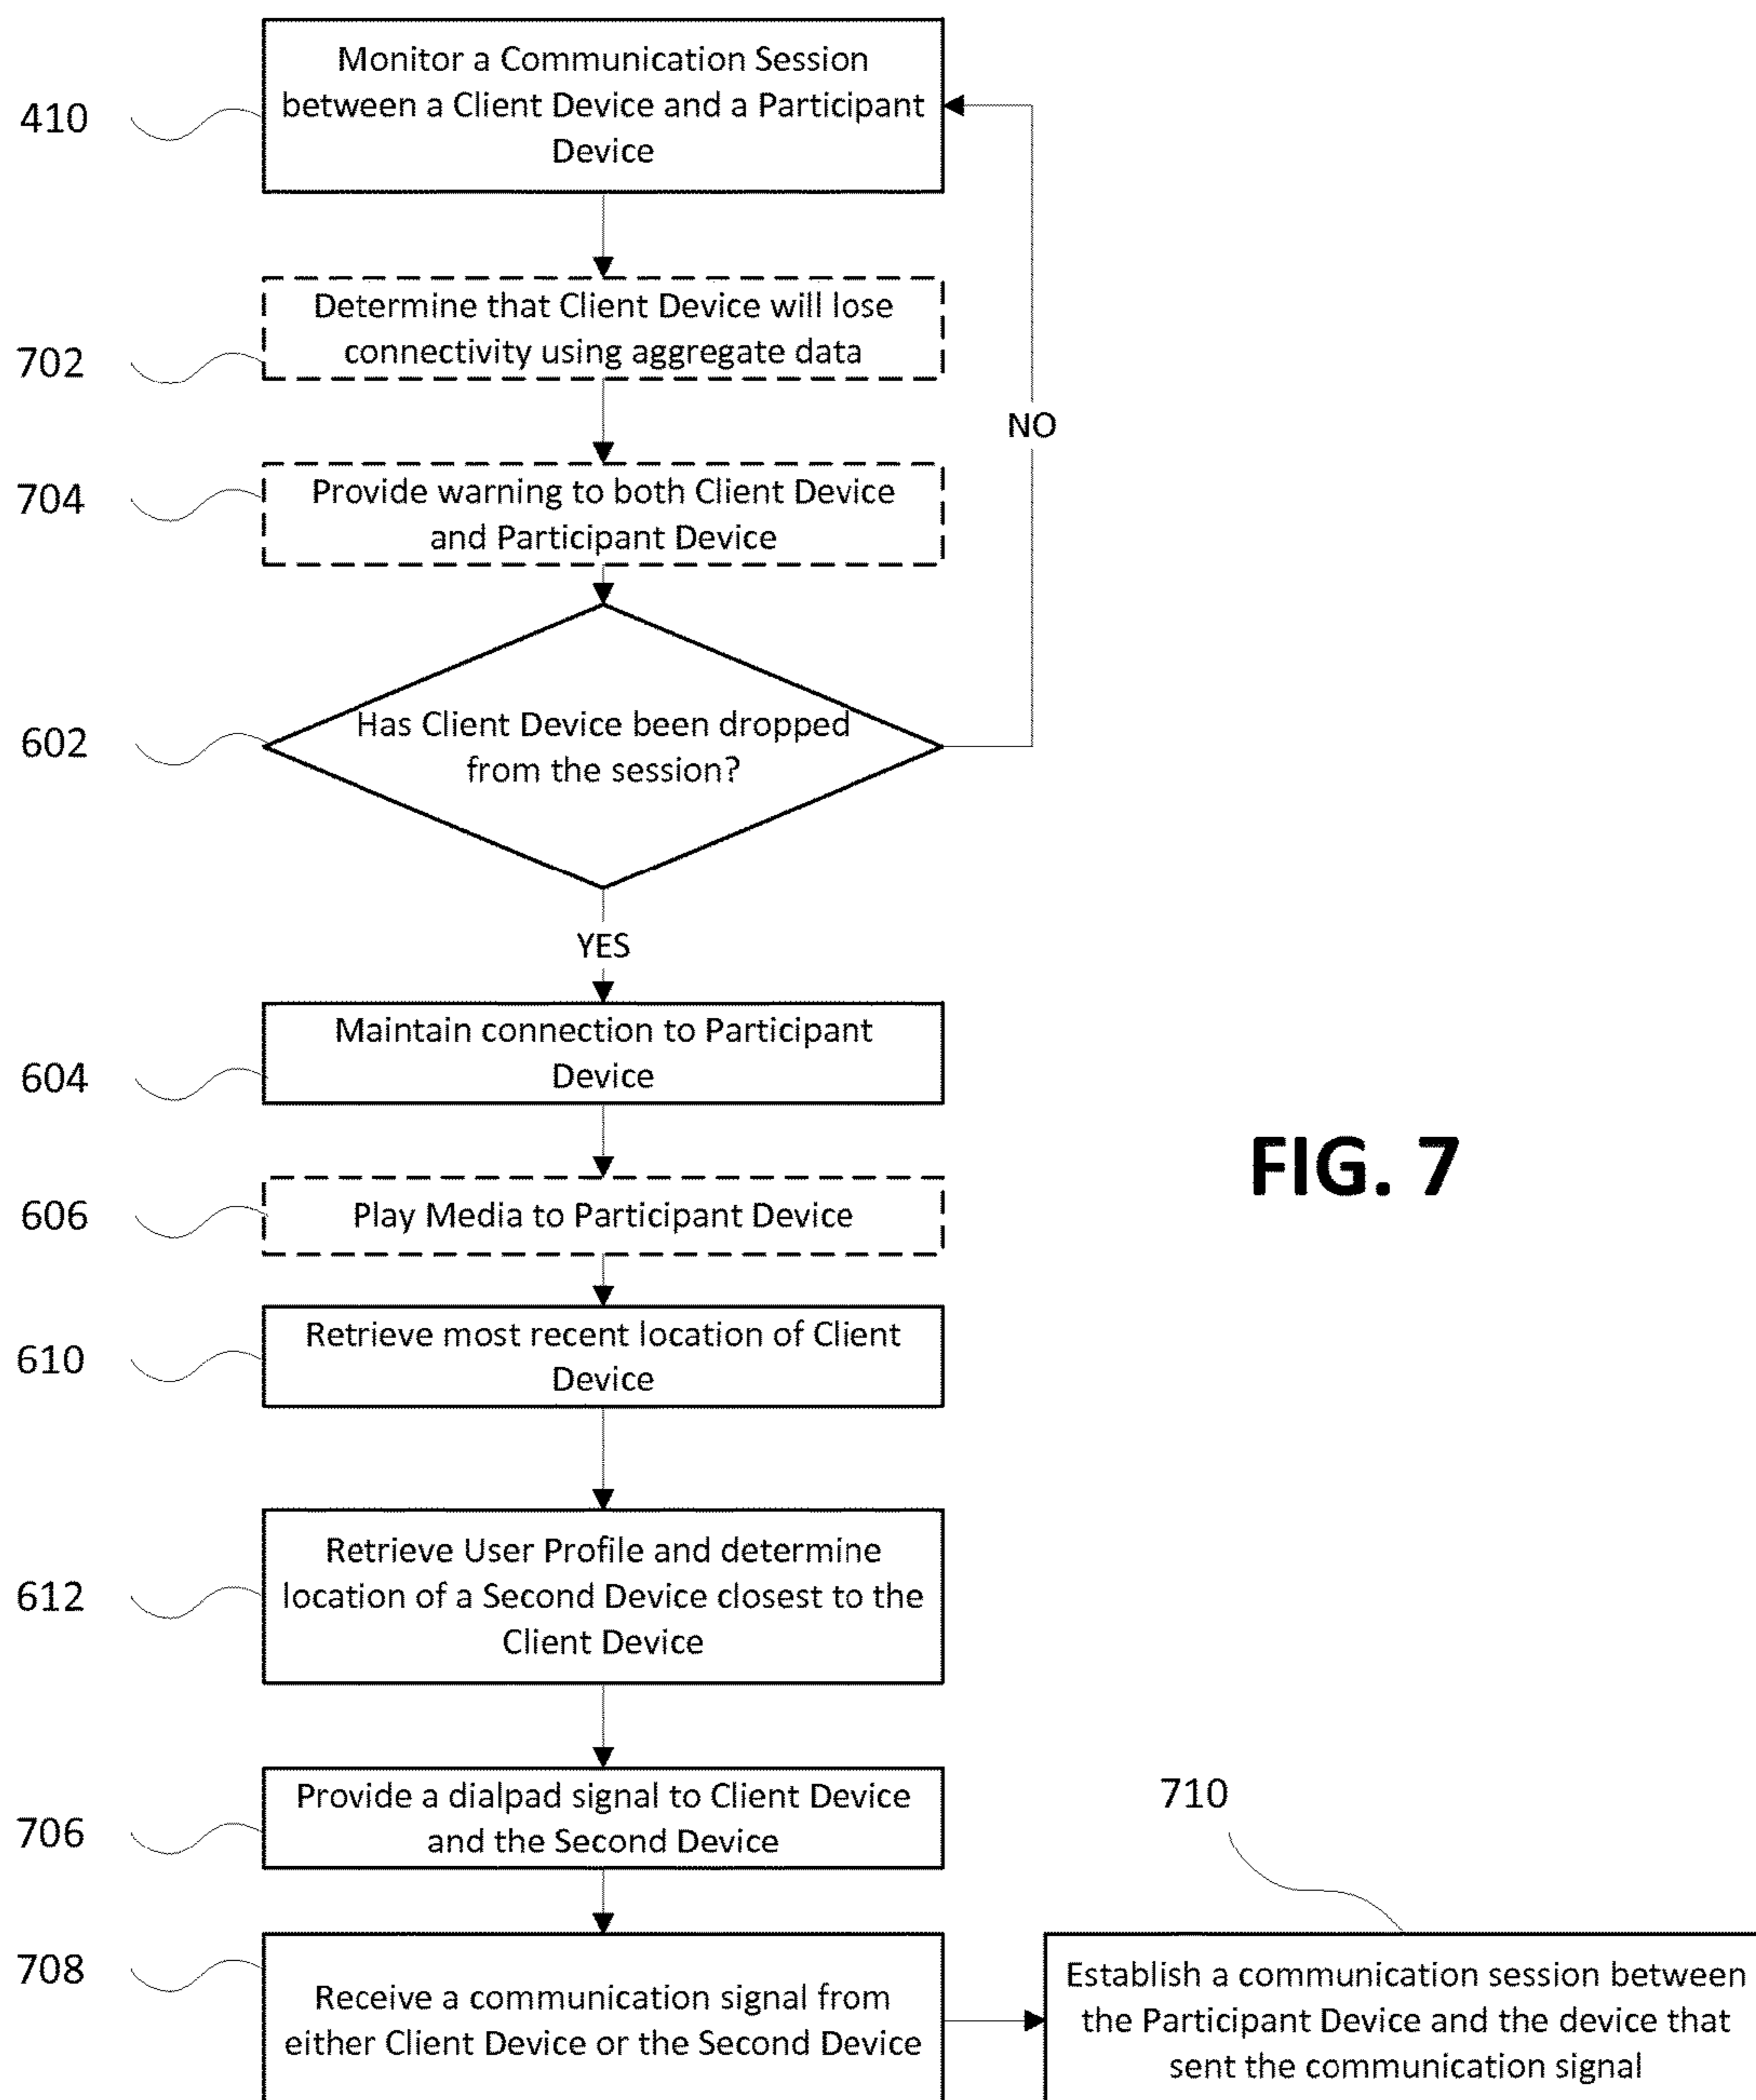 410
Monitor a Communication Session
between a Client Device and a Participant
Device
702
Determine that Client Device will lose
connectivity using aggregate data
NO
704
Provide warning to both Client Device
and Participant Device
602
Has Client Device been dropped
from the session?
YES
604
Maintain connection to Participant
Device
FIG. 7
606
Play Media to Participant Device
610
Retrieve most recent location of Client
Device
612
Retrieve User Profile and determine
location of a Second Device closest to the
Client Device
706
Provide a dialpad signal to Client Device
and the Second Device
710
708
Receive a communication signal from
either Client Device or the Second Device
Establish a communication session between
the Participant Device and the device that
sent the communication signal